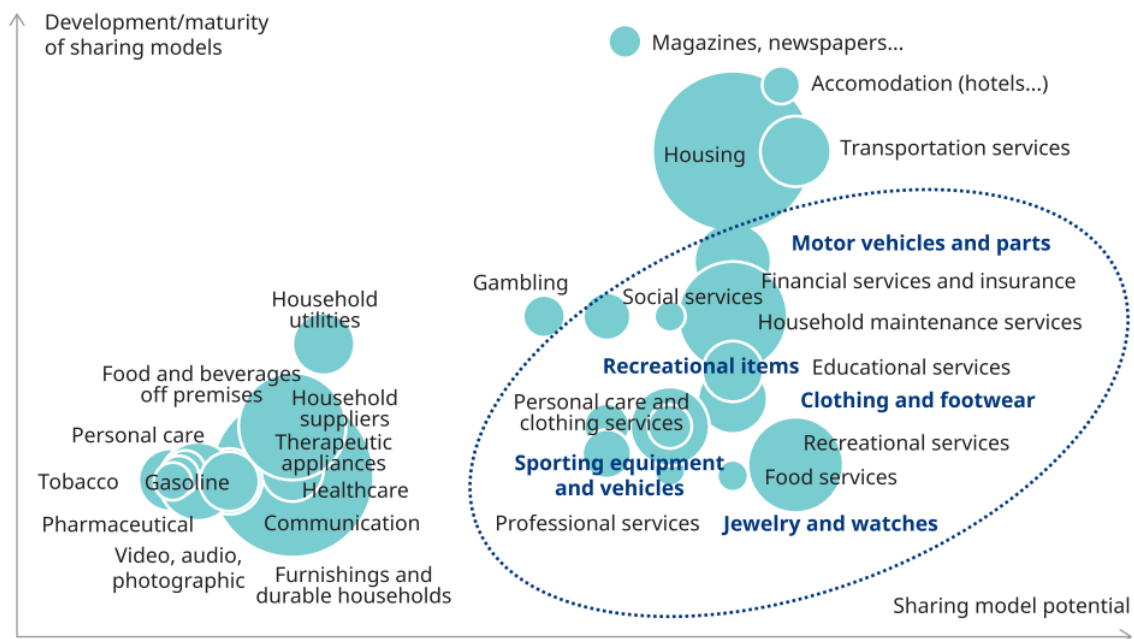 Development/maturity
of sharing models
Magazines, newspapers...
Accomodation (hotels...)
Housing
Transportation services
Motor vehicles and parts
Gambling
Financial services and insurance
Social services
Household
utilities
Household maintenance services
Recreational items
Educational services
Food and beverages
off premises
Household
suppliers
Personal care and
clothing services
Clothing and footwear
Personal care
Therapeutic
appliances
Recreational services
Sporting equipment
and vehicles
Food services
Tobacco
Gasoline
Healthcare
Pharmaceutical
Communication
Professional services
Jewelry and watches
Video, audio,
photographic
Furnishings and
durable households
Sharing model potential